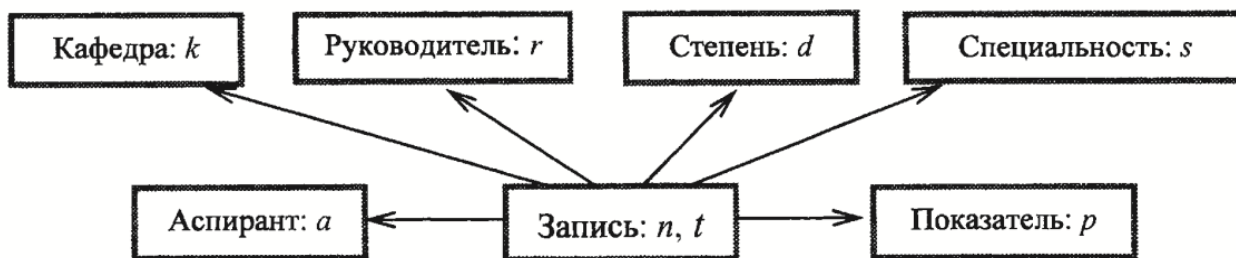 Кафедра: k
Руководитель: r
Степень: d
Специальность: s
Аспирант: a
Запись: n, t
Показатель: p